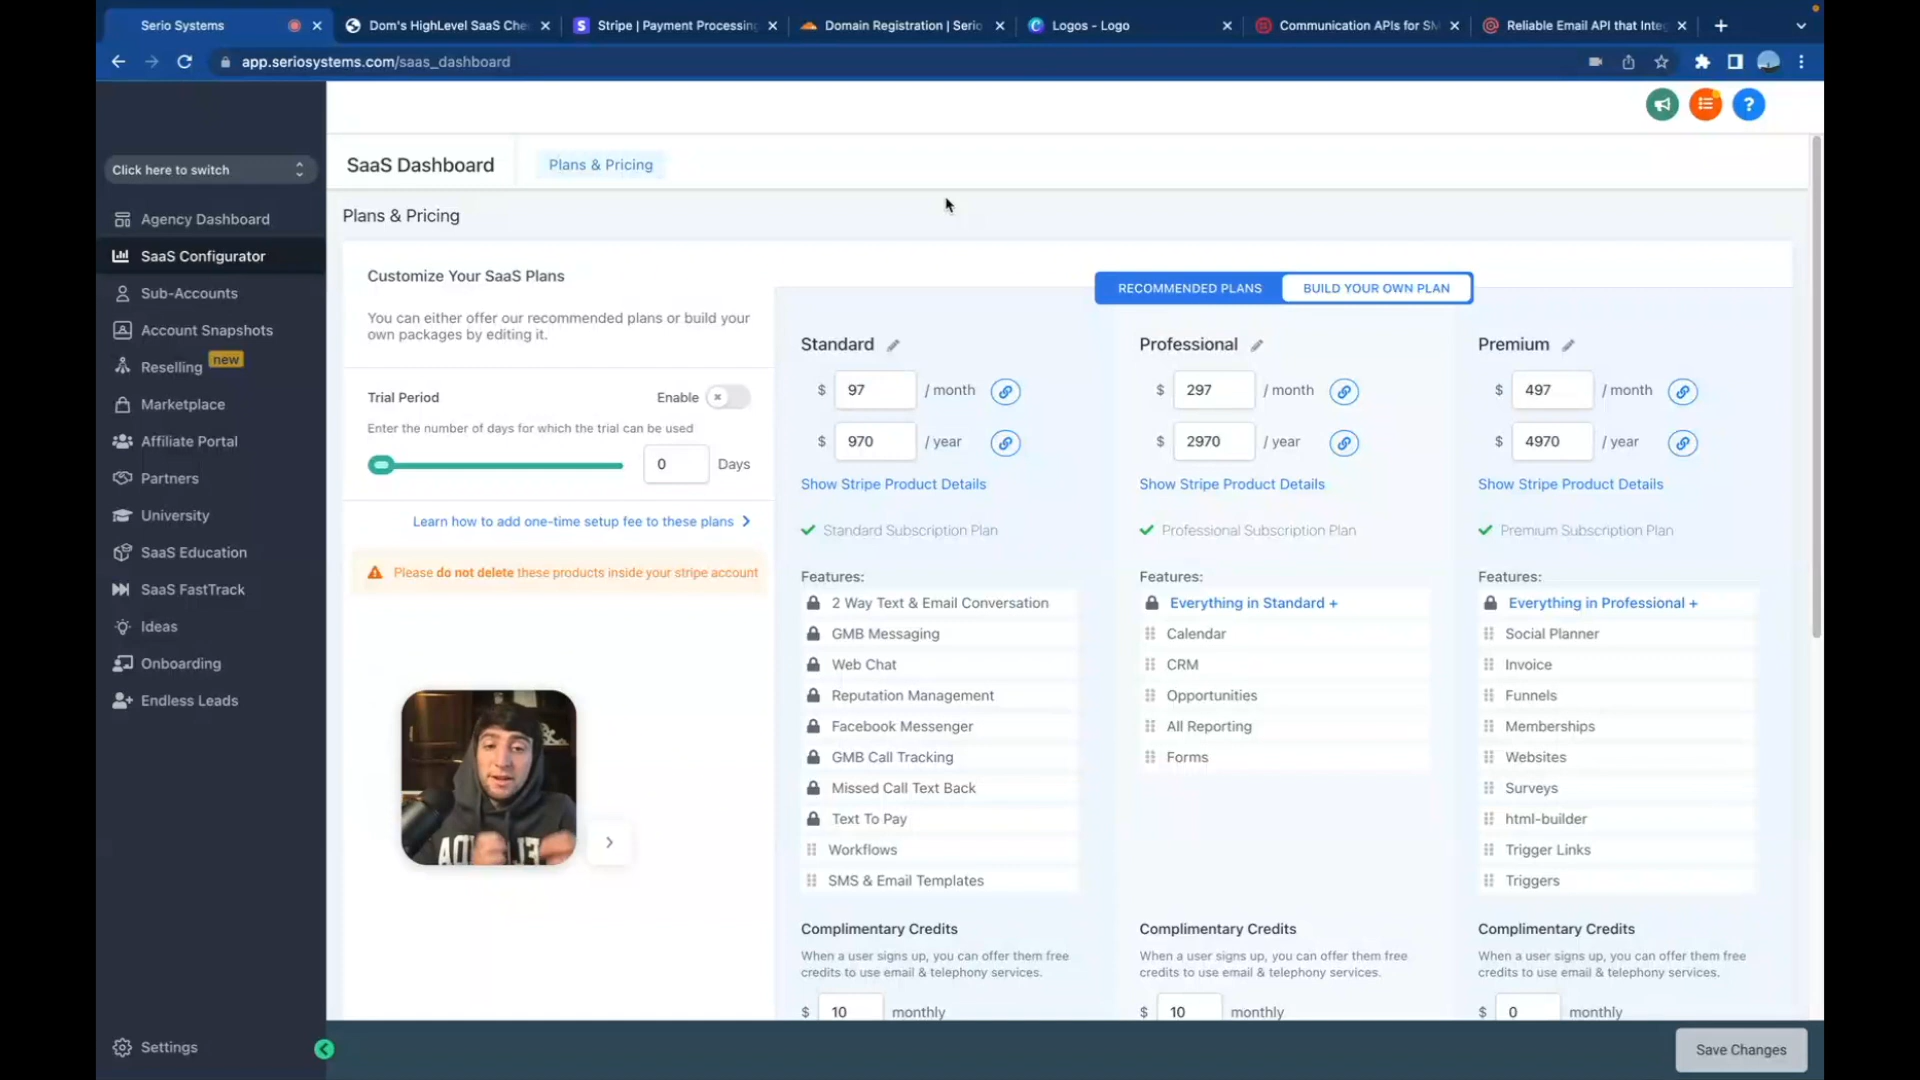 Serio Systems
Dom's HighLevel SaaS Che
Stripe | Payment Processing
Domain Registration | Serio
Logos - Logo
Communication APIs for SM
Reliable Email API that Integ
app.seriosystems.com/saas_dashboard
Click here to switch
Agency Dashboard
SaaS Configurator
Sub-Accounts
Account Snapshots
Reselling new
Marketplace
Affiliate Portal
Partners
University
SaaS Education
SaaS FastTrack
Ideas
Onboarding
Endless Leads
Settings
SaaS Dashboard
Plans & Pricing
Plans & Pricing
Customize Your SaaS Plans
You can either offer our recommended plans or build your
own packages by editing it.
Trial Period
Enable
Enter the number of days for which the trial can be used
0 Days
Learn how to add one-time setup fee to these plans
Please do not delete these products inside your stripe account
RECOMMENDED PLANS
BUILD YOUR OWN PLAN
Standard
$ 97 / month
$ 970 / year
Show Stripe Product Details
Standard Subscription Plan
Features:
2 Way Text & Email Conversation
GMB Messaging
Web Chat
Reputation Management
Facebook Messenger
GMB Call Tracking
Missed Call Text Back
Text To Pay
Workflows
SMS & Email Templates
Complimentary Credits
When a user signs up, you can offer them free
credits to use email & telephony services.
$ 10 monthly
Professional
$ 297 / month
$ 2970 / year
Show Stripe Product Details
Professional Subscription Plan
Features:
Everything in Standard +
Calendar
CRM
Opportunities
All Reporting
Forms
Complimentary Credits
When a user signs up, you can offer them free
credits to use email & telephony services.
$ 10 monthly
Premium
$ 497 / month
$ 4970 / year
Show Stripe Product Details
Premium Subscription Plan
Features:
Everything in Professional +
Social Planner
Invoice
Funnels
Memberships
Websites
Surveys
html-builder
Trigger Links
Triggers
Complimentary Credits
When a user signs up, you can offer them free
credits to use email & telephony services.
$ 0 monthly
Save Changes